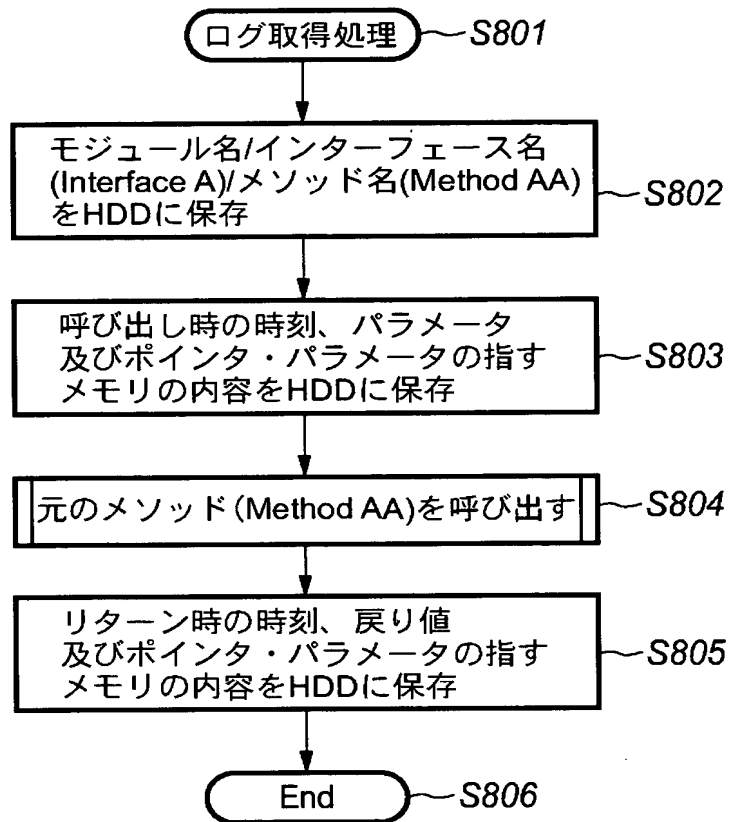 ログ取得処理 S801
モジュール名/インターフェース名
(Interface A)/メソッド名(Method AA)
をHDDに保存
S802
呼び出し時の時刻、パラメータ
及びポインタ・パラメータの指す
メモリの内容をHDDに保存
S803
元のメソッド(Method AA)を呼び出す S804
リターン時の時刻、戻り値
及びポインタ・パラメータの指す
メモリの内容をHDDに保存
S805
End S806